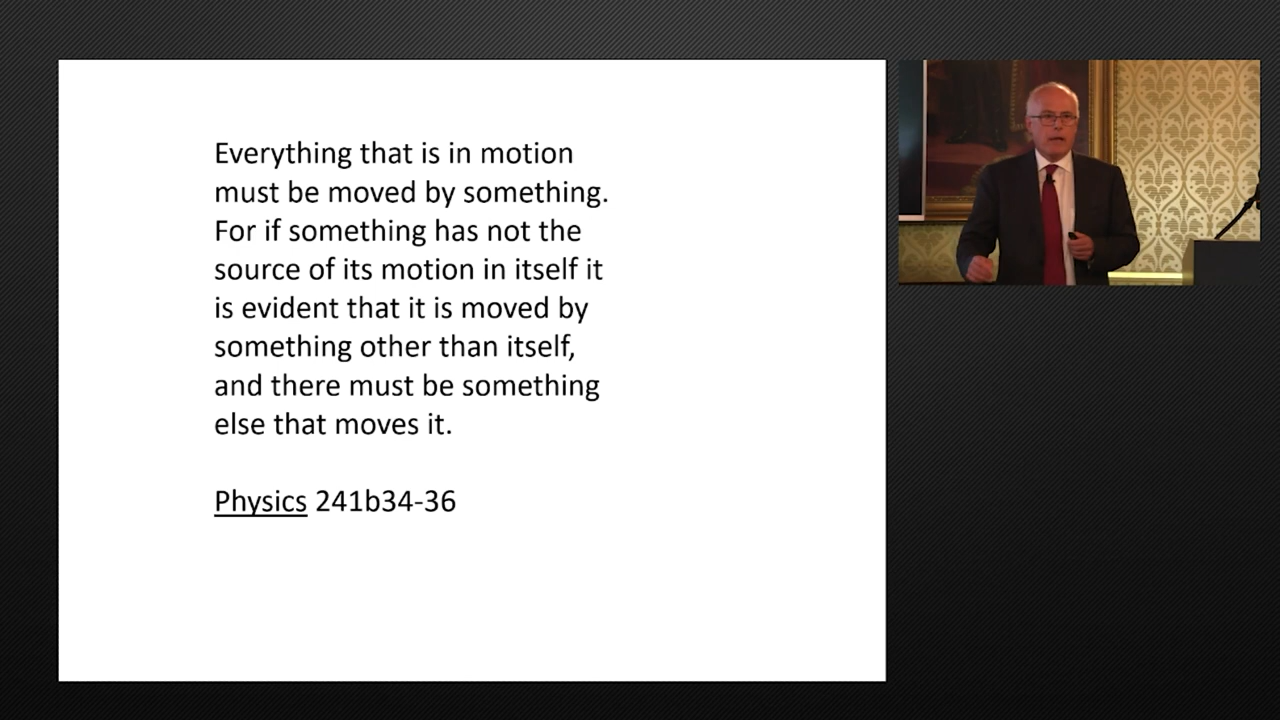 Everything that is in motion
must be moved by something.
For if something has not the
source of its motion in itself it
is evident that it is moved by
something other than itself,
and there must be something
else that moves it.
Physics 241b34-36